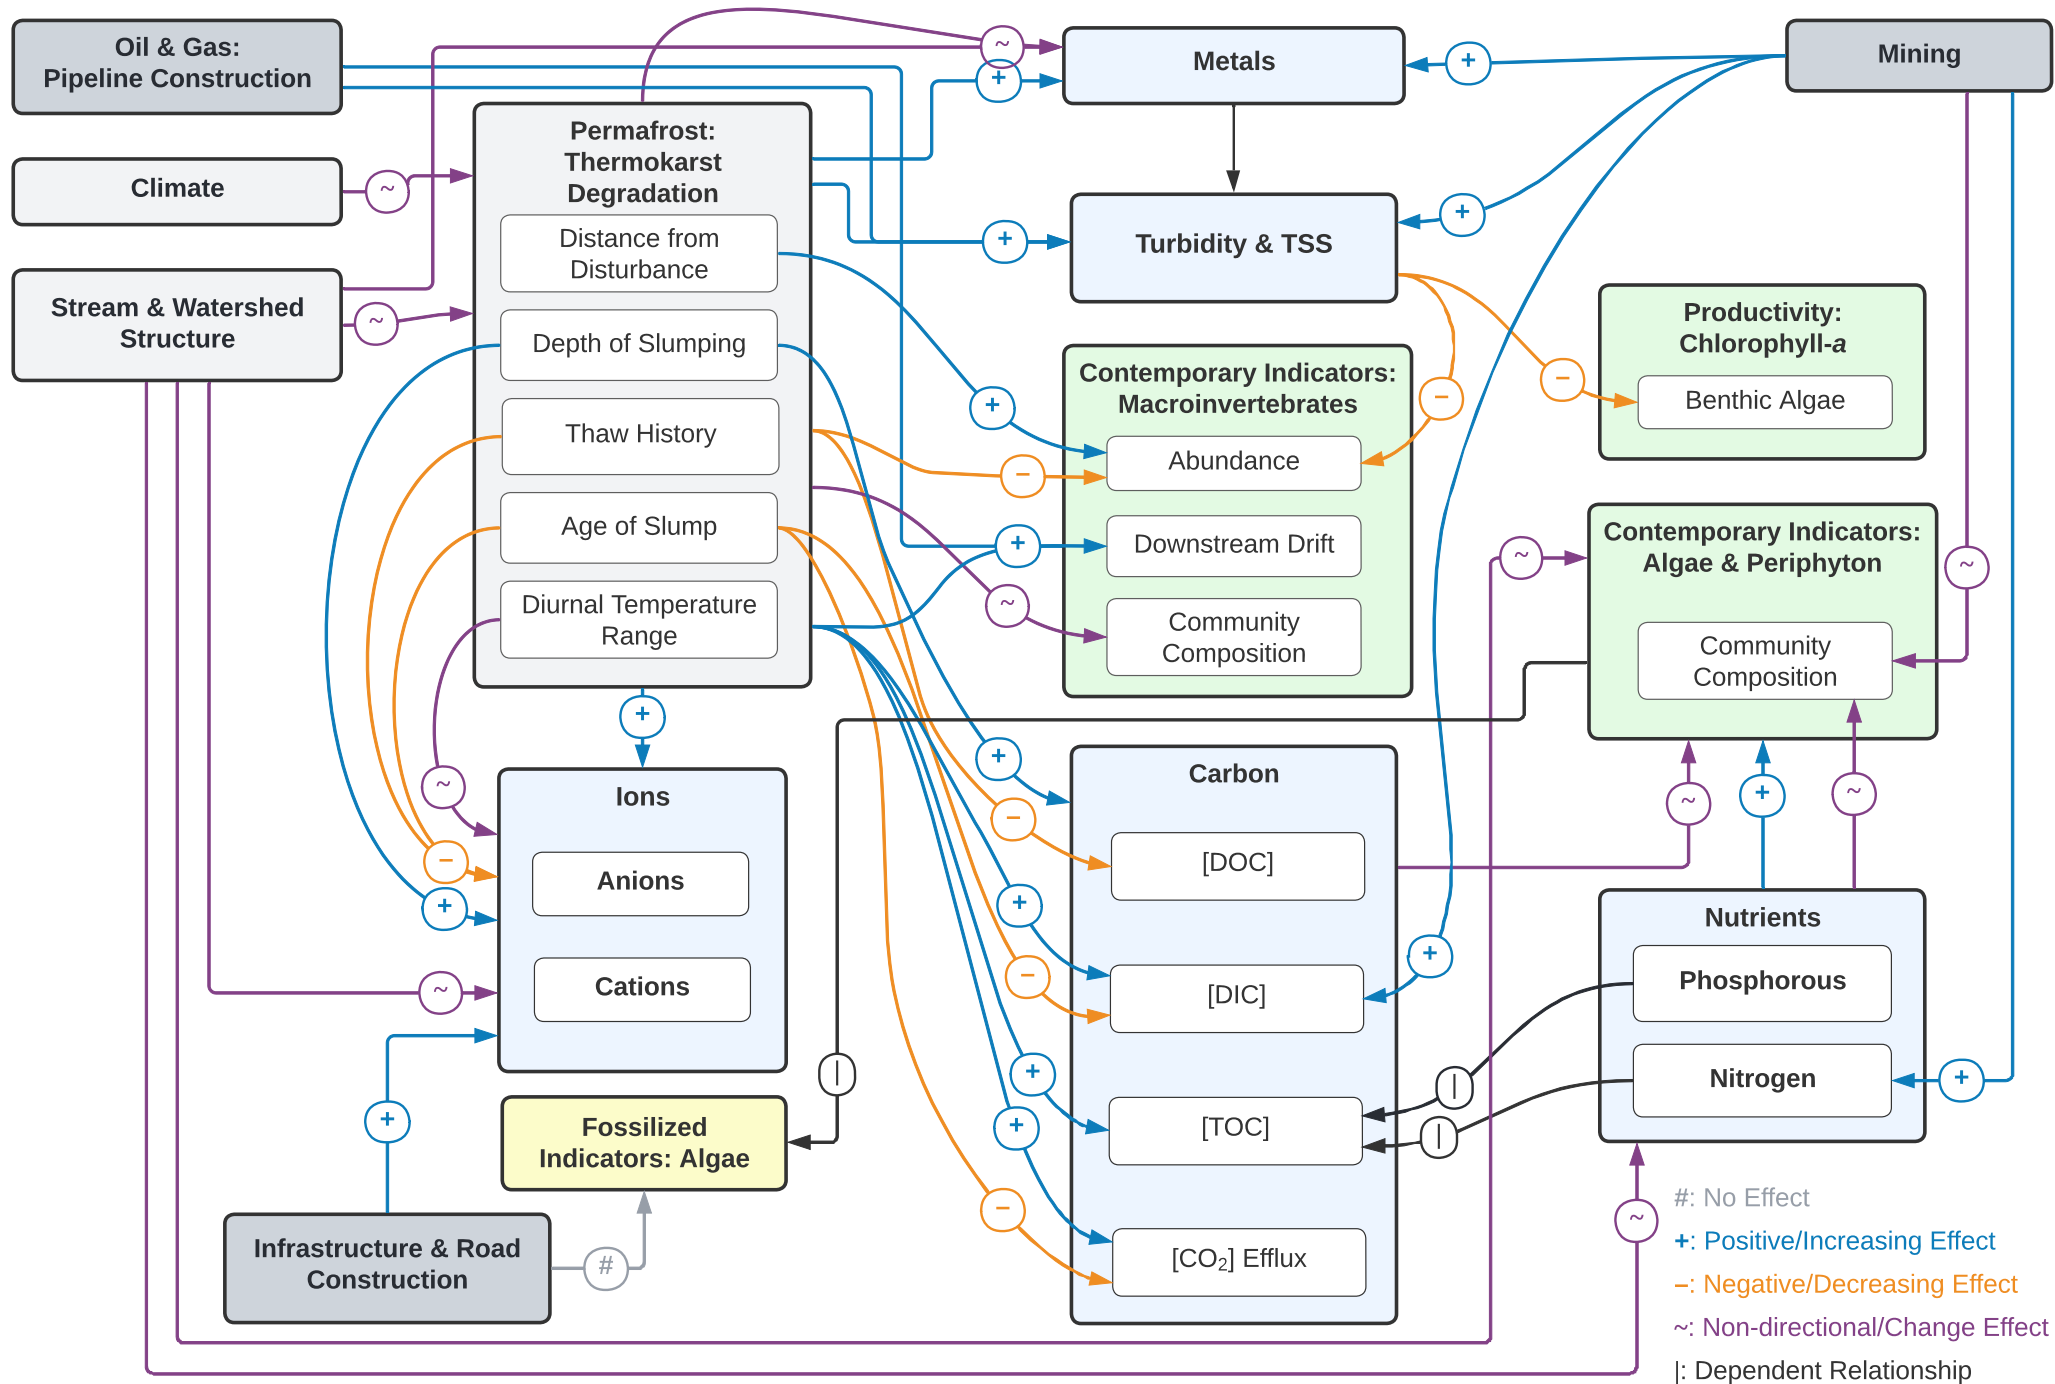 Oil & Gas:
Pipeline Construction
Climate
Stream & Watershed
Structure
Permafrost:
Thermokarst
Degradation
Distance from
Disturbance
Depth of Slumping
Thaw History
Age of Slump
Diurnal Temperature
Range
Metals
Mining
Turbidity & TSS
Productivity:
Chlorophyll-a
Benthic Algae
Contemporary Indicators:
Macroinvertebrates
Abundance
Downstream Drift
Community
Composition
Contemporary Indicators:
Algae & Periphyton
Community
Composition
Ions
Anions
Cations
Carbon
[DOC]
[DIC]
[TOC]
[CO₂] Efflux
Nutrients
Phosphorous
Nitrogen
Fossilized
Indicators: Algae
Infrastructure & Road
Construction
#: No Effect
+: Positive/Increasing Effect
−: Negative/Decreasing Effect
~: Non-directional/Change Effect
|: Dependent Relationship